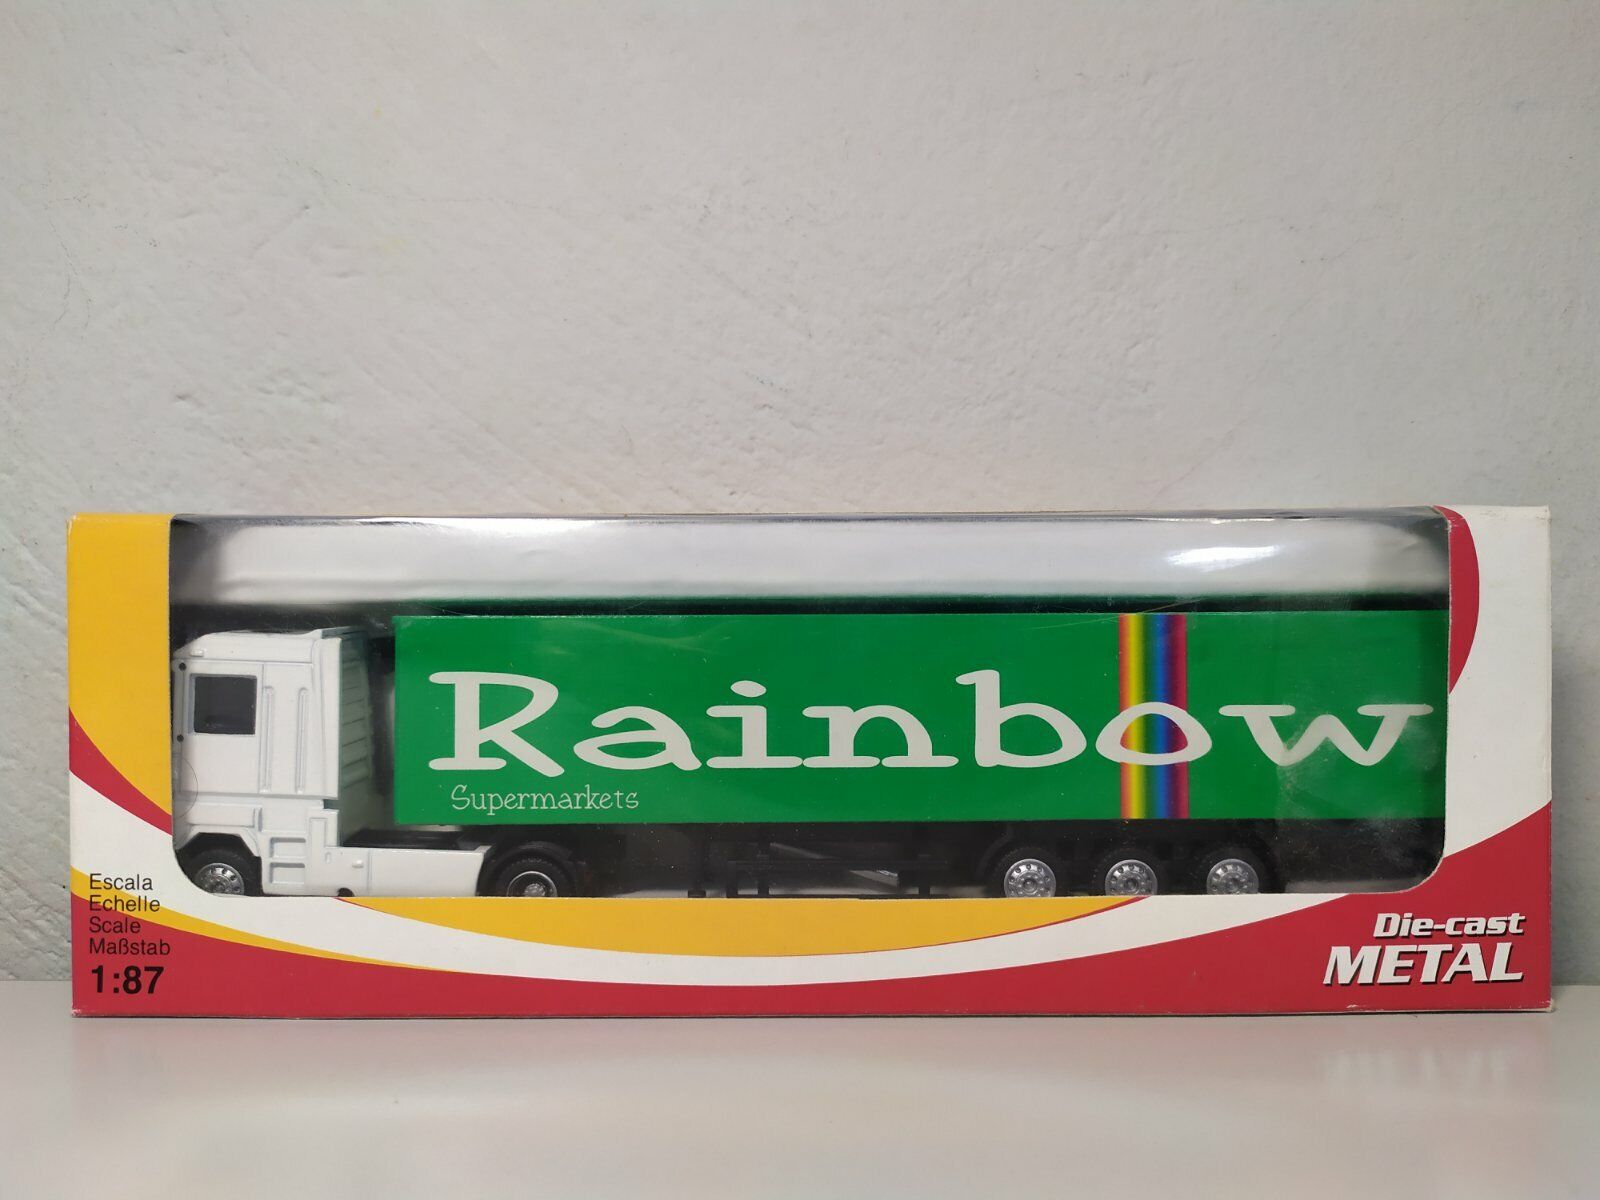 Rainbow
Supermarkets
Escala
Echelle
Scale
Maßstab
1:87
Die-cast
METAL